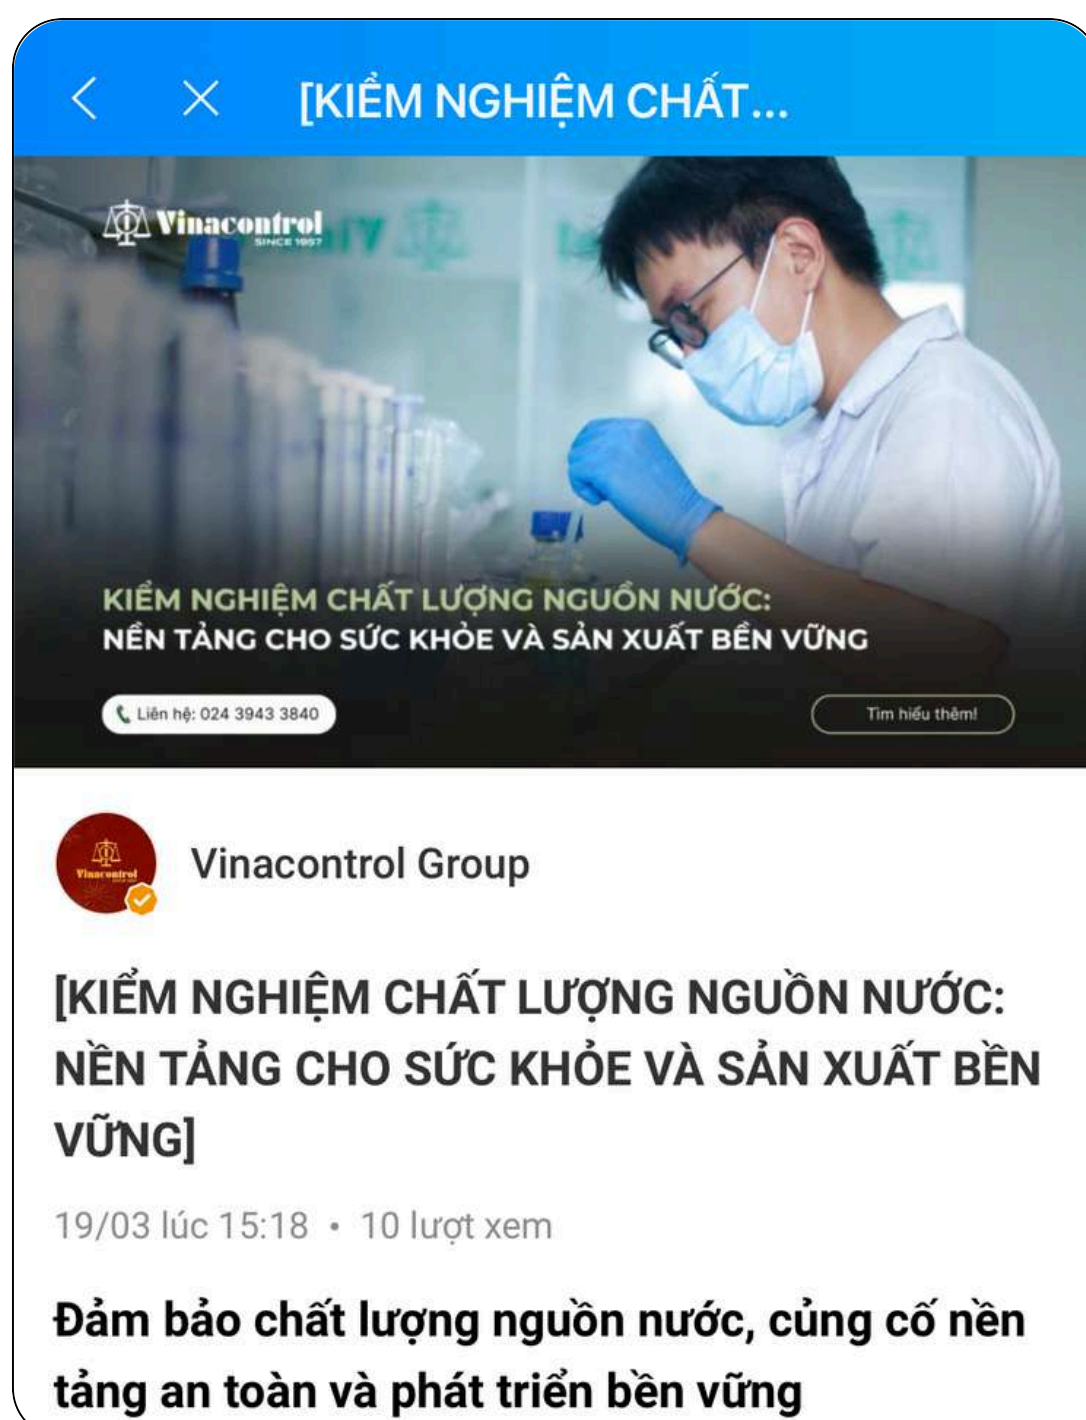 [KIỂM NGHIỆM CHẤT...
Vinacontrol
SINCE 1957
KIỂM NGHIỆM CHẤT LƯỢNG NGUỒN NƯỚC:
NỀN TẢNG CHO SỨC KHỎE VÀ SẢN XUẤT BỀN VỮNG
Liên hệ: 024 3943 3840
Tìm hiểu thêm!
Vinacontrol
Vinacontrol Group
[KIỂM NGHIỆM CHẤT LƯỢNG NGUỒN NƯỚC:
NỀN TẢNG CHO SỨC KHỎE VÀ SẢN XUẤT BỀN
VỮNG]
19/03 lúc 15:18 • 10 lượt xem
Đảm bảo chất lượng nguồn nước, củng cố nền
tảng an toàn và phát triển bền vững